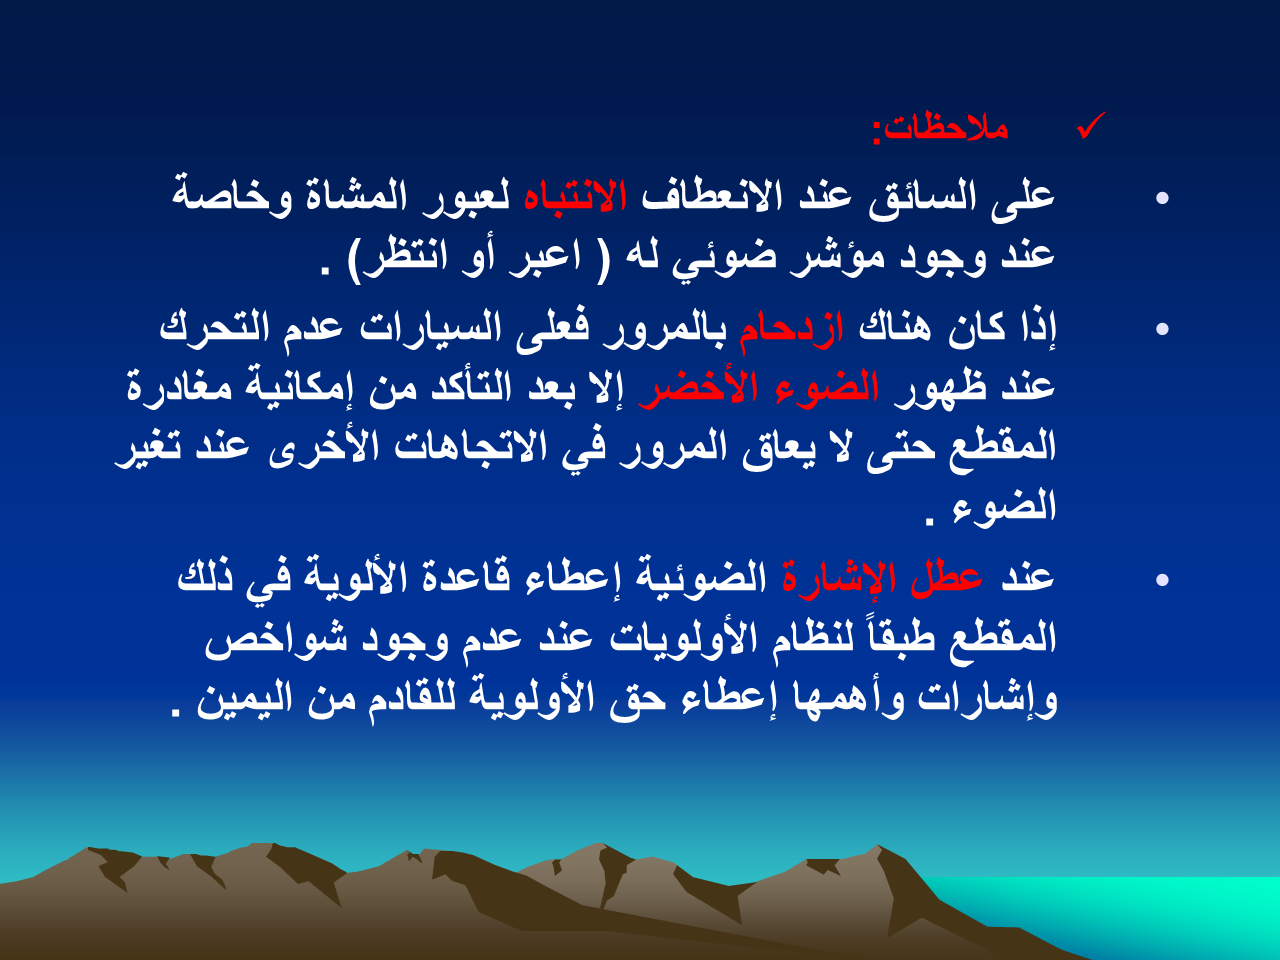 ✓ ملاحظات:
• على السائق عند الانعطاف الانتباه لعبور المشاة وخاصة
عند وجود مؤشر ضوئي له ( اعبر أو انتظر) .
• إذا كان هناك ازدحام بالمرور فعلى السيارات عدم التحرك
عند ظهور الضوء الأخضر إلا بعد التأكد من إمكانية مغادرة
المقطع حتى لا يعاق المرور في الاتجاهات الأخرى عند تغير
الضوء .
• عند عطل الإشارة الضوئية إعطاء قاعدة الألوية في ذلك
المقطع طبقاً لنظام الأولويات عند عدم وجود شواخص
وإشارات وأهمها إعطاء حق الأولوية للقادم من اليمين .